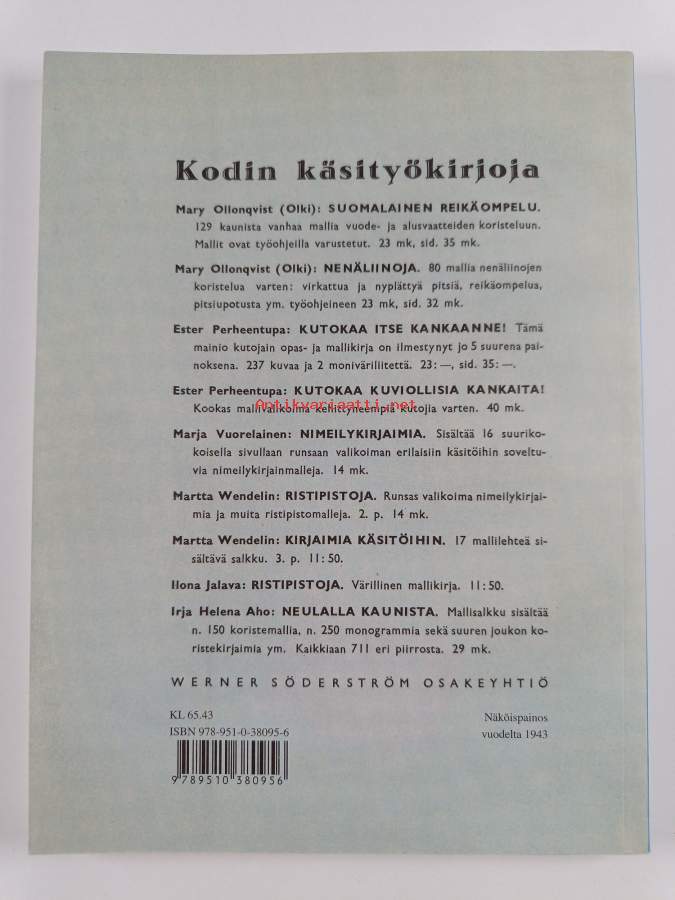 Kodin käsityökirjoja
Mary Ollonqvist (Olki): SUOMALAINEN REIKÄOMPELU.
129 kaunista vanhaa mallia vuode- ja alusvaatteiden koristeluun.
Mallit ovat työohjeilla varustetut. 23 mk, sid. 35 mk.
Mary Ollonqvist (Olki): NENÄLIINOJA. 80 mallia nenäliinojen
koristelua varten: virkattua ja nyplättyä pitsiä, reikäompelua,
pitsiupotusta ym. työohjeineen 23 mk, sid. 32 mk.
Ester Perheentupa: KUTOKAA ITSE KANKAANNE! Tämä
mainio kutojain opas- ja mallikirja on ilmestynyt jo 5 suurena pai-
noksena. 237 kuvaa ja 2 moniväriliitettä. 23: —, sid. 35: —.
Ester Perheentupa: KUTOKAA KUVIOLLISIA KANKAITA!
Kookas mallivalikoima kehittyneempiä kutojia varten. 40 mk.
Antikvariaatti.net
Marja Vuorelainen: NIMEILYKIRJAIMIA. Sisältää 16 suuriko-
koisella sivullaan runsaan valikoiman erilaisiin käsitöihin soveltu-
via nimeilykirjainmalleja. 14 mk.
Martta Wendelin: RISTIPISTOJA. Runsas valikoima nimeilykirjai-
mia ja muita ristipistomalleja. 2. p. 14 mk.
Martta Wendelin: KIRJAIMIA KÄSITÖIHIN. 17 mallilehteä si-
sältävä salkku. 3. p. 11:50.
Ilona Jalava: RISTIPISTOJA. Värillinen mallikirja. 11:50.
Irja Helena Aho: NEULALLA KAUNISTA. Mallisalkku sisältää
n. 150 koristemallia, n. 250 monogrammia sekä suuren joukon ko-
ristekirjaimia ym. Kaikkiaan 711 eri piirrosta. 29 mk.
WERNER SÖDERSTRÖM OSAKEYHTIÖ
KL 65.43
ISBN 978-951-0-38095-6
9 789510 380956
Näköispainos
vuodelta 1943